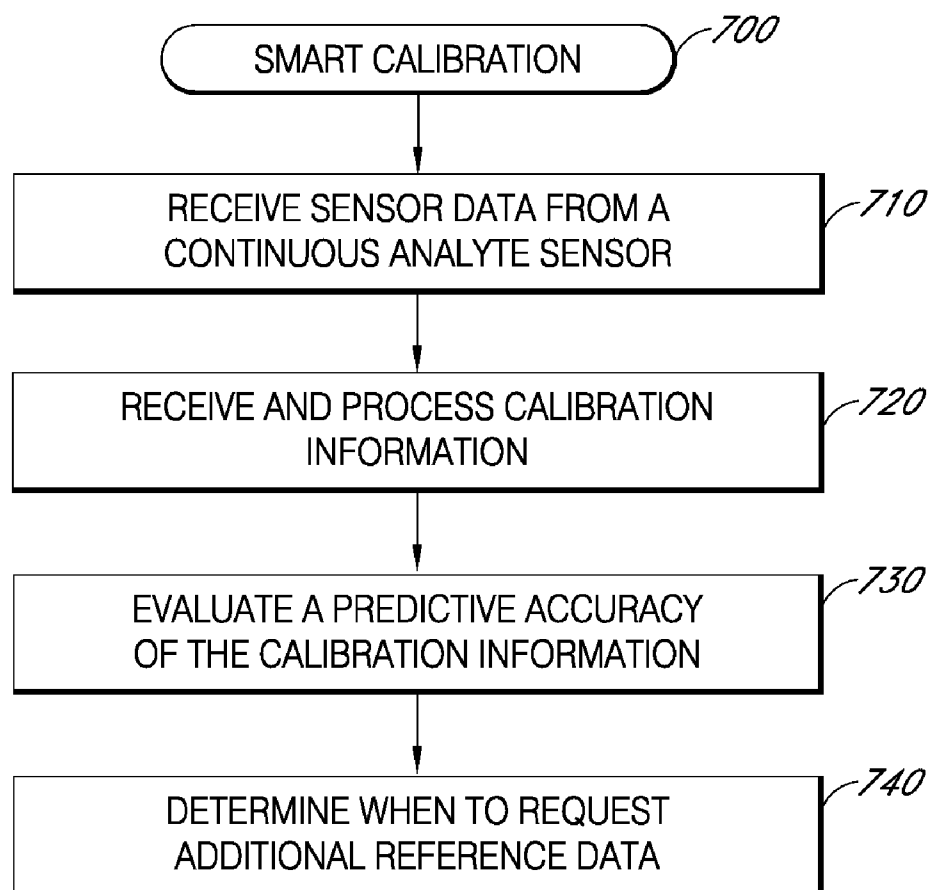 700
SMART CALIBRATION
RECEIVE SENSOR DATA FROM A
CONTINUOUS ANALYTE SENSOR
710
RECEIVE AND PROCESS CALIBRATION
INFORMATION
720
EVALUATE A PREDICTIVE ACCURACY
OF THE CALIBRATION INFORMATION
730
DETERMINE WHEN TO REQUEST
ADDITIONAL REFERENCE DATA
740